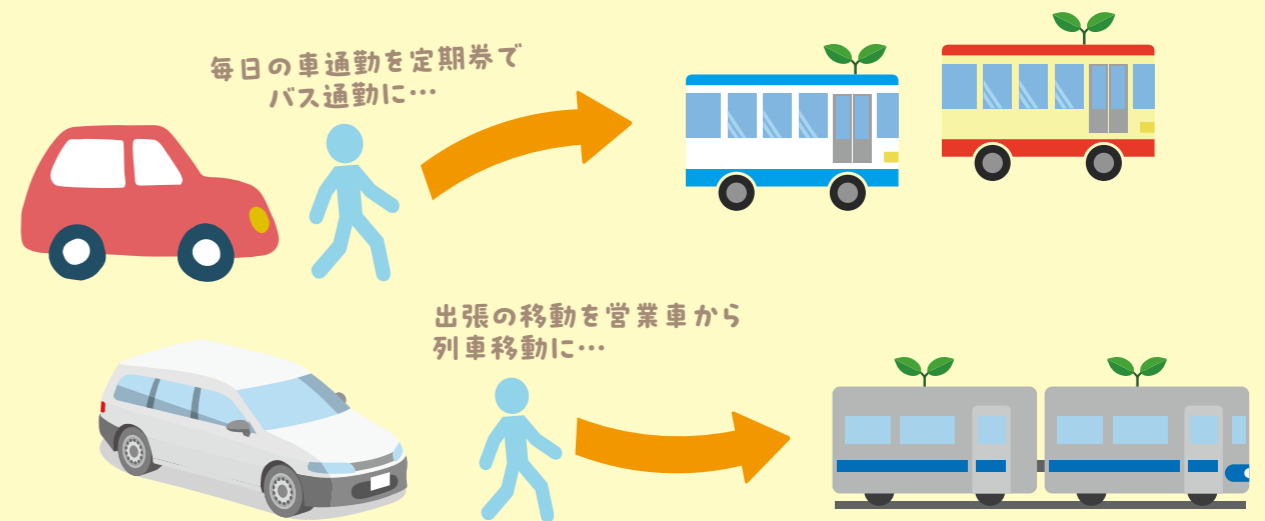 毎日の車通勤を定期券で
バス通勤に…
出張の移動を営業車から
列車移動に…